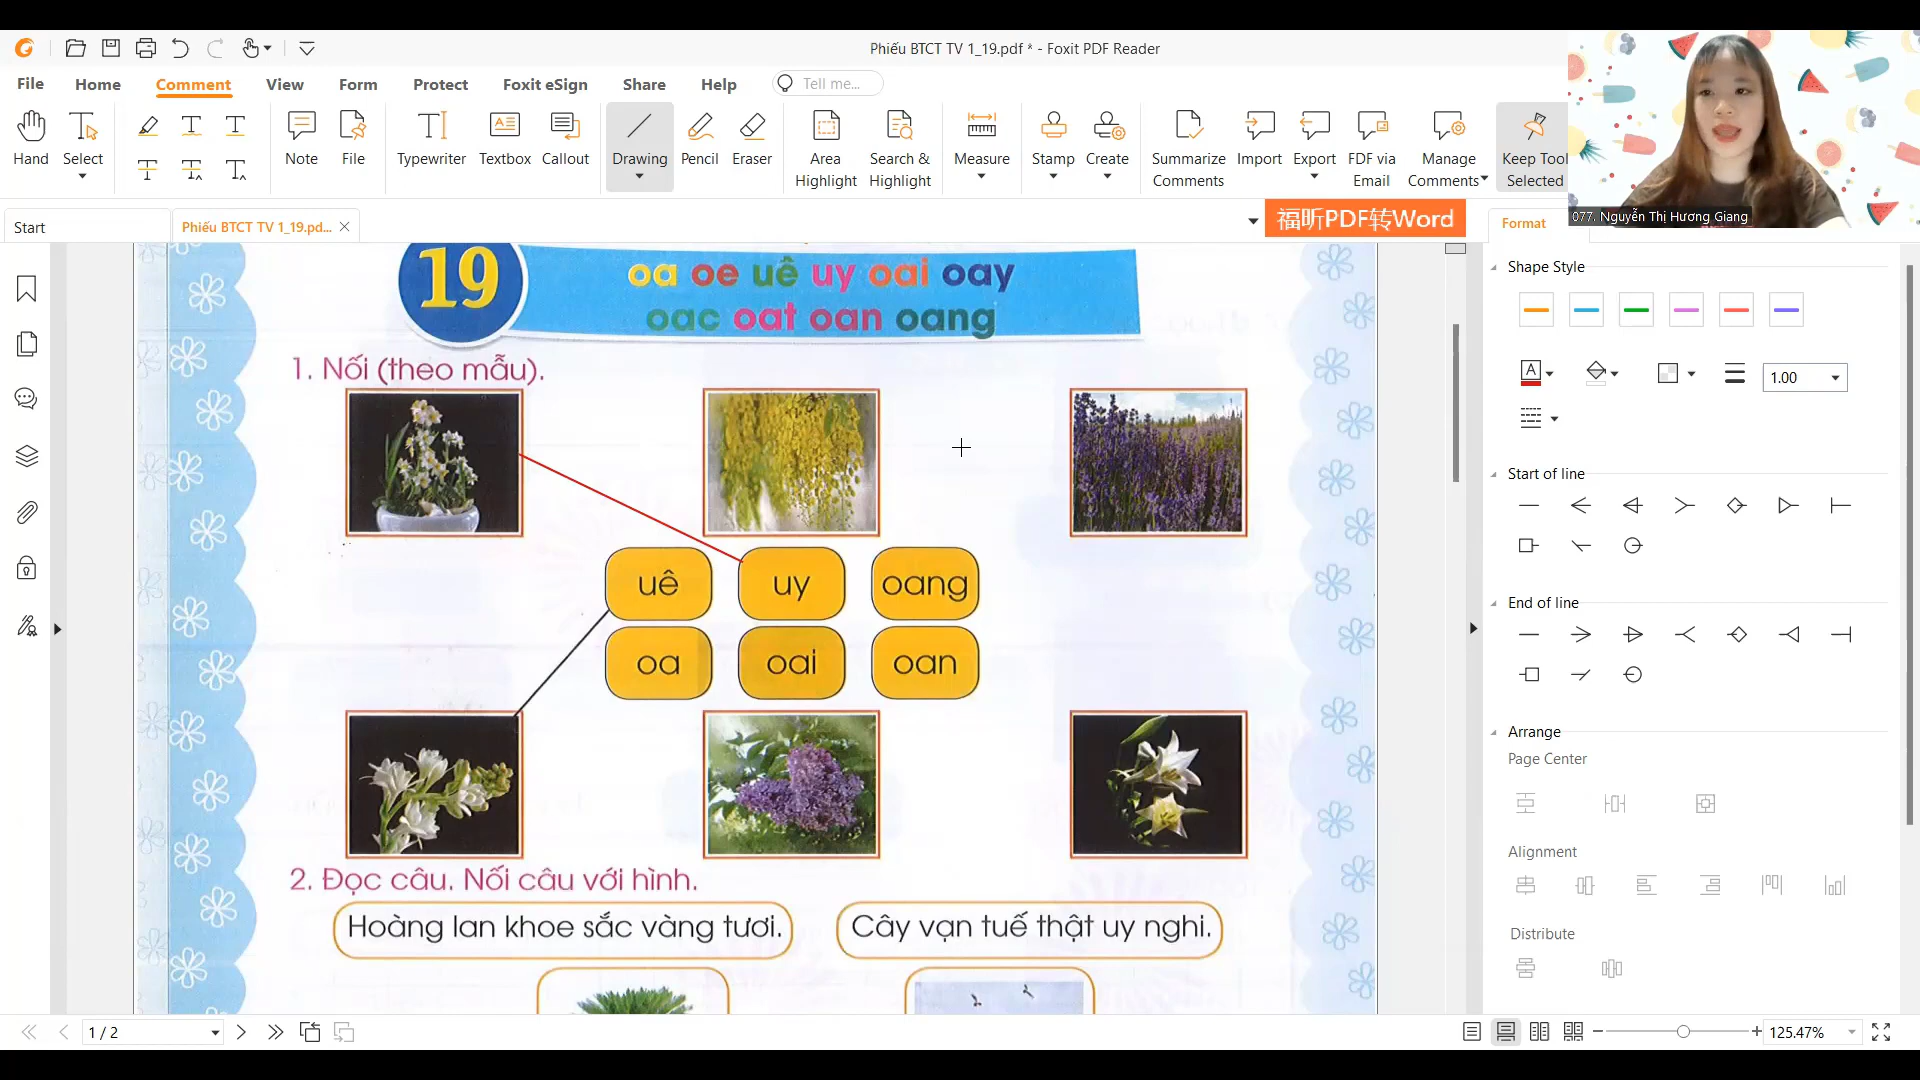 Phiếu BTCT TV 1_19.pdf * - Foxit PDF Reader
File Home Comment View Form Protect Foxit eSign Share Help Tell me...
Hand Select Note File Typewriter Textbox Callout Drawing Pencil Eraser Area Highlight Search & Highlight Measure Stamp Create Summarize Comments Import Export FDF via Email Manage Comments Keep Tool Selected
077. Nguyễn Thị Hương Giang
Start Phiếu BTCT TV 1_19.pd... 福昕PDF转Word Format
19
oa oe uê uy oai oay
oac oat oan oang
1. Nối (theo mẫu).
uê uy oang
oa oai oan
2. Đọc câu. Nối câu với hình.
Hoàng lan khoe sắc vàng tươi. Cây vạn tuế thật uy nghi.
Shape Style
1.00
Start of line
End of line
Arrange
Page Center
Alignment
Distribute
1 / 2
125.47%